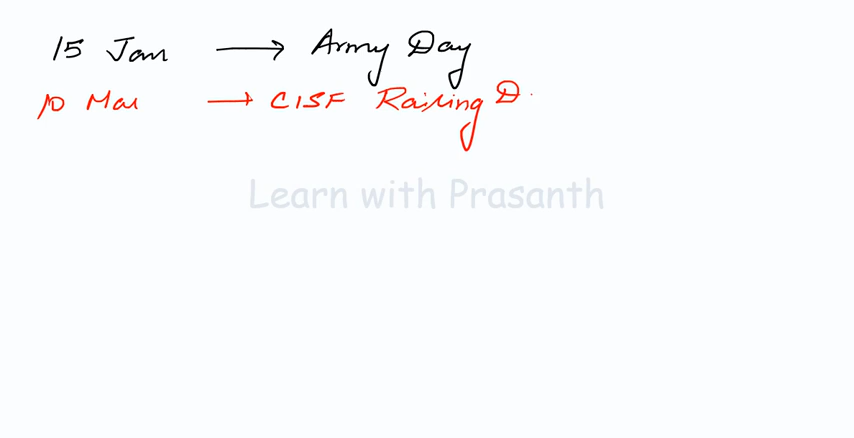 15 Jan → Army Day
10 Mar → CISF Raising D
Learn with Prasanth